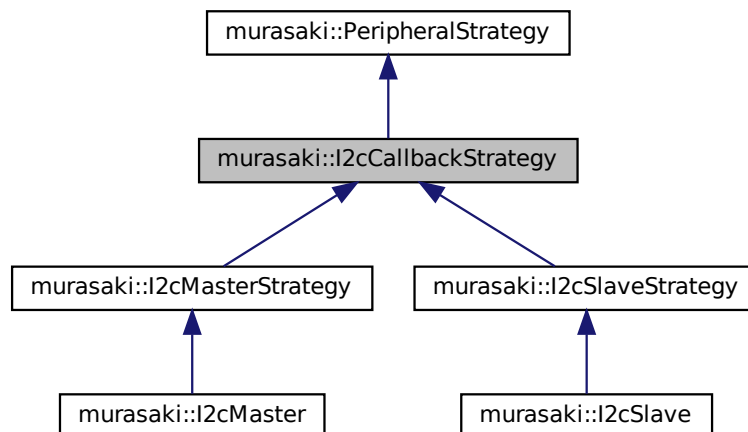 murasaki::PeripheralStrategy
murasaki::I2cCallbackStrategy
murasaki::I2cMasterStrategy
murasaki::I2cSlaveStrategy
murasaki::I2cMaster
murasaki::I2cSlave